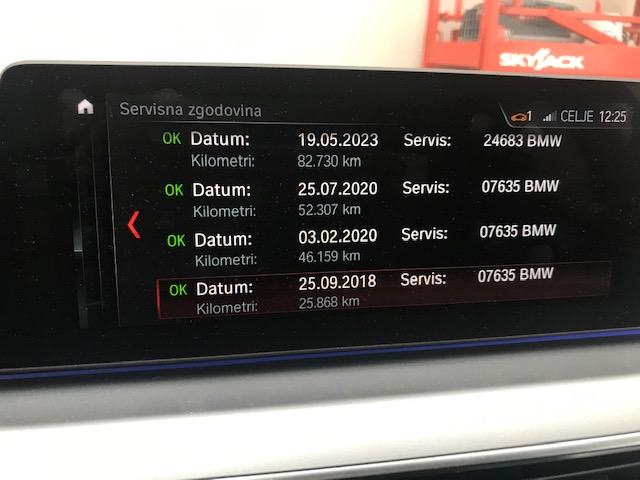 SKYJACK
Servisna zgodovina 1 CELJE 12:25
OK Datum: 19.05.2023 Servis: 24683 BMW
Kilometri: 82.730 km
OK Datum: 25.07.2020 Servis: 07635 BMW
Kilometri: 52.307 km
OK Datum: 03.02.2020 Servis: 07635 BMW
Kilometri: 46.159 km
OK Datum: 25.09.2018 Servis: 07635 BMW
Kilometri: 25.868 km